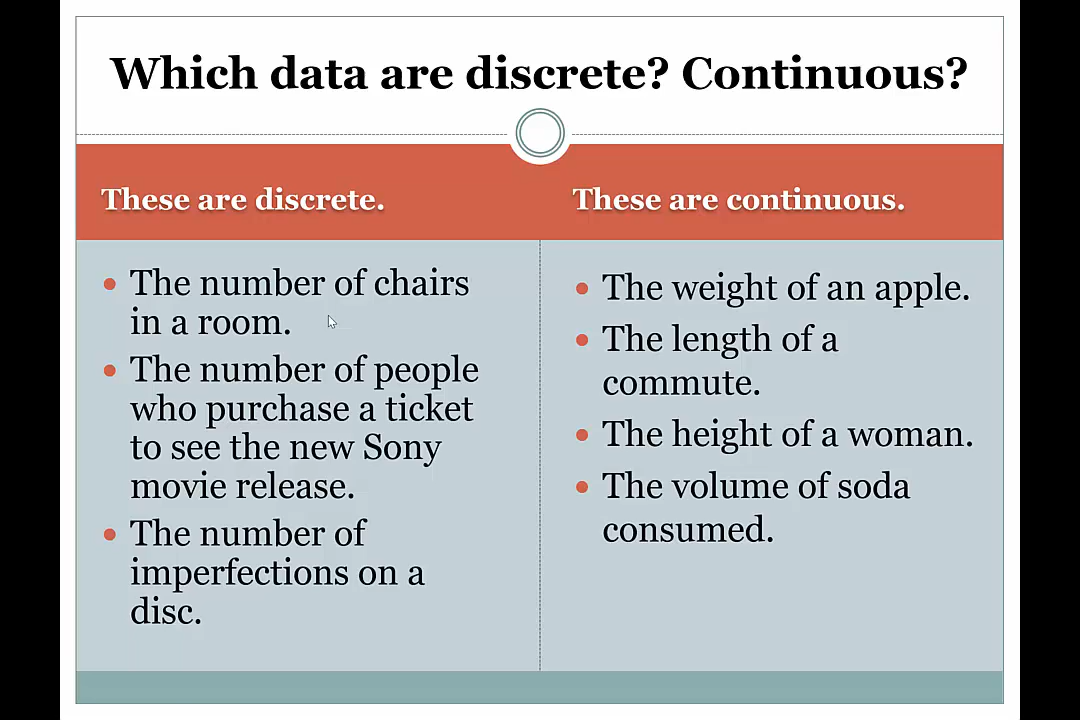 Which data are discrete? Continuous?
These are discrete.
• The number of chairs
in a room.
• The number of people
who purchase a ticket
to see the new Sony
movie release.
• The number of
imperfections on a
disc.
These are continuous.
• The weight of an apple.
• The length of a
commute.
• The height of a woman.
• The volume of soda
consumed.